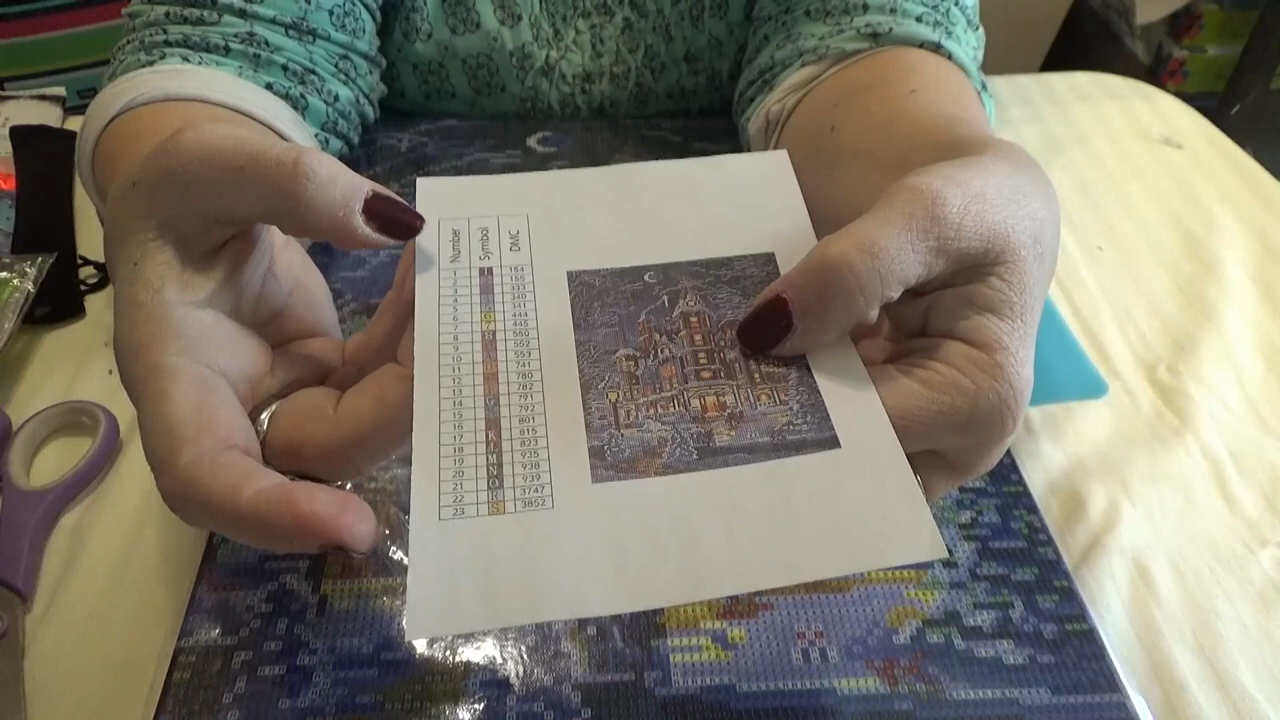 Number Symbol DMC
1 154
2 155
3 333
4 340
5 341
6 6 444
7 7 445
8 550
9 552
10 553
11 741
12 780
13 782
14 791
15 792
16 801
17 K 815
18 823
19 M 935
20 N 938
21 O 939
22 R 3747
23 S 3852